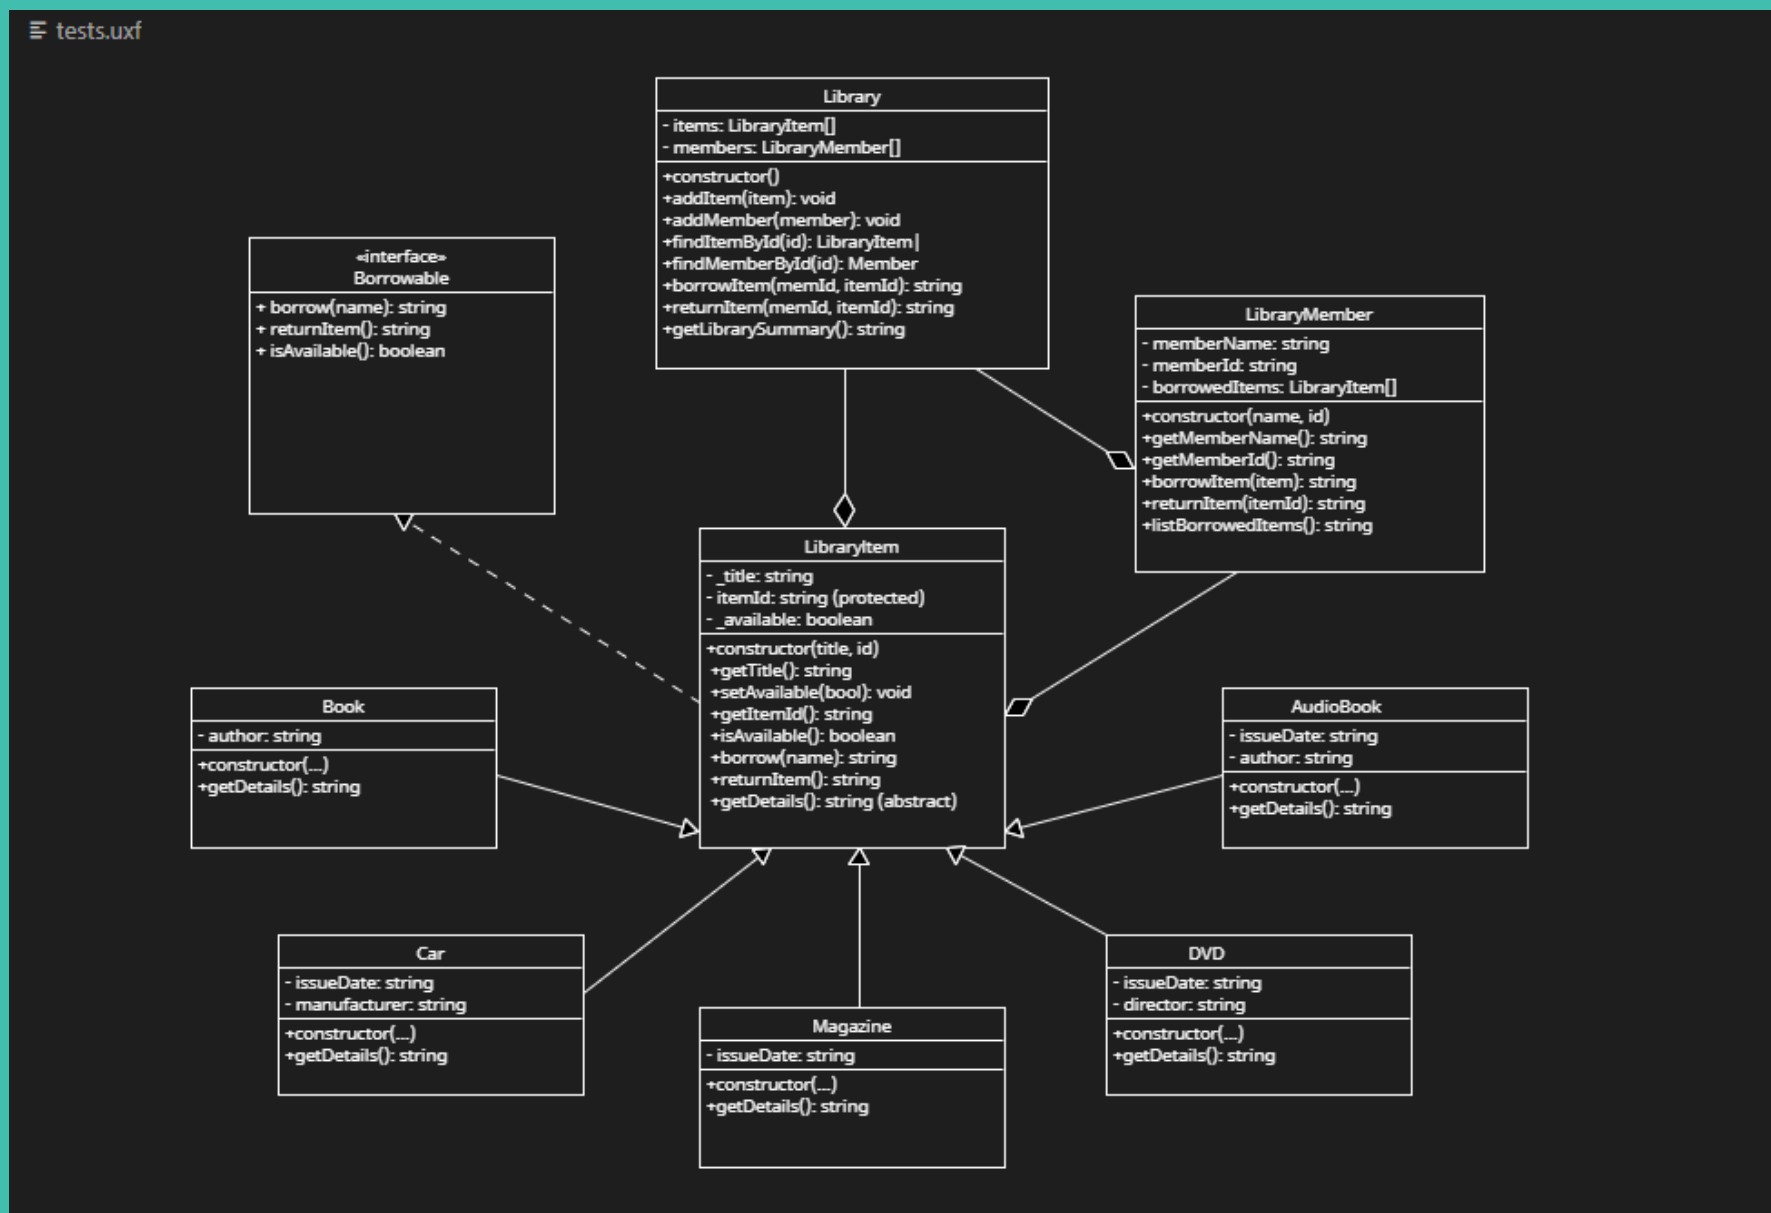 tests.uxf
Library
- items: LibraryItem[]
- members: LibraryMember[]
+constructor()
+addItem(item): void
+addMember(member): void
+findItemById(id): LibraryItem|
+findMemberById(id): Member
+borrowItem(memId, itemId): string
+returnItem(memId, itemId): string
+getLibrarySummary(): string
«interface»
Borrowable
+ borrow(name): string
+ returnItem(): string
+ isAvailable(): boolean
LibraryMember
- memberName: string
- memberId: string
- borrowedItems: LibraryItem[]
+constructor(name, id)
+getMemberName(): string
+getMemberId(): string
+borrowItem(item): string
+returnItem(itemId): string
+listBorrowedItems(): string
LibraryItem
- _title: string
- itemId: string (protected)
- _available: boolean
+constructor(title, id)
+getTitle(): string
+setAvailable(bool): void
+getItemId(): string
+isAvailable(): boolean
+borrow(name): string
+returnItem(): string
+getDetails(): string (abstract)
Book
- author: string
+constructor(...)
+getDetails(): string
AudioBook
- issueDate: string
- author: string
+constructor(...)
+getDetails(): string
Car
- issueDate: string
- manufacturer: string
+constructor(...)
+getDetails(): string
Magazine
- issueDate: string
+constructor(...)
+getDetails(): string
DVD
- issueDate: string
- director: string
+constructor(...)
+getDetails(): string